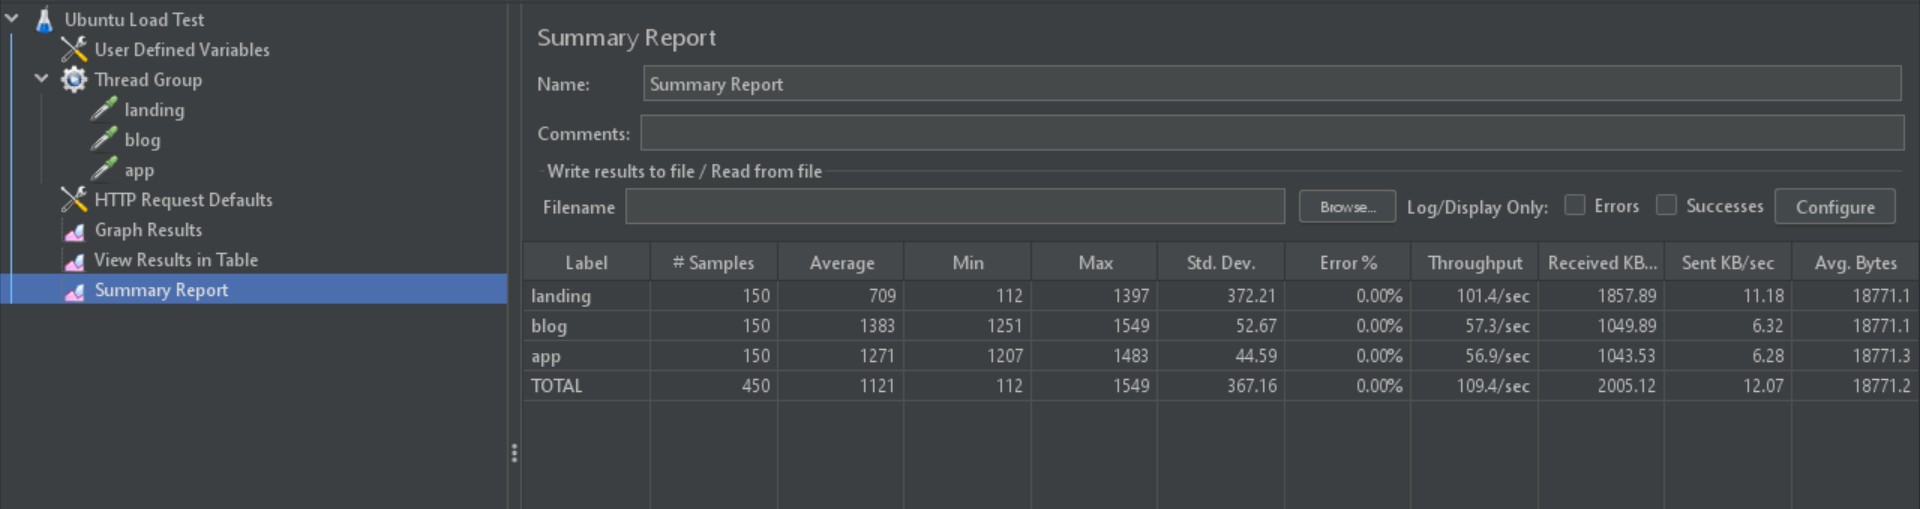 Ubuntu Load Test
User Defined Variables
Thread Group
landing
blog
app
HTTP Request Defaults
Graph Results
View Results in Table
Summary Report
Summary Report
Name: Summary Report
Comments:
Write results to file / Read from file
Filename Browse... Log/Display Only: Errors Successes Configure
Label # Samples Average Min Max Std. Dev. Error % Throughput Received KB... Sent KB/sec Avg. Bytes
landing 150 709 112 1397 372.21 0.00% 101.4/sec 1857.89 11.18 18771.1
blog 150 1383 1251 1549 52.67 0.00% 57.3/sec 1049.89 6.32 18771.1
app 150 1271 1207 1483 44.59 0.00% 56.9/sec 1043.53 6.28 18771.3
TOTAL 450 1121 112 1549 367.16 0.00% 109.4/sec 2005.12 12.07 18771.2